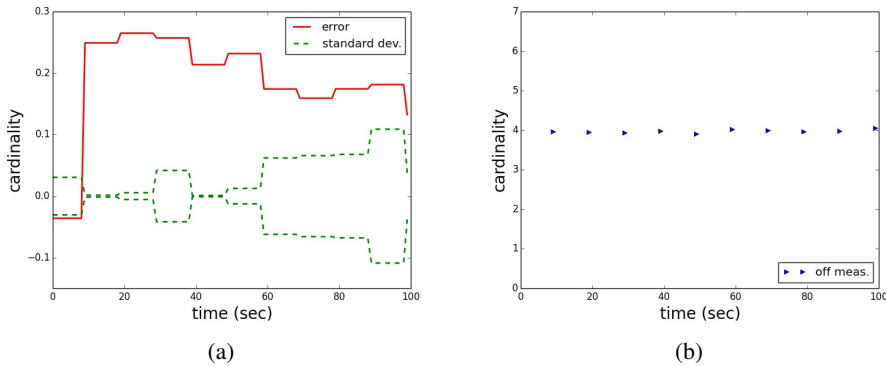 0.3
0.2
0.1
0.0
−0.1
0 20 40 60 80 100
cardinality
time (sec)
error
standard dev.
(a)
7
6
5
4
3
2
1
0
0 20 40 60 80 100
cardinality
time (sec)
off meas.
(b)